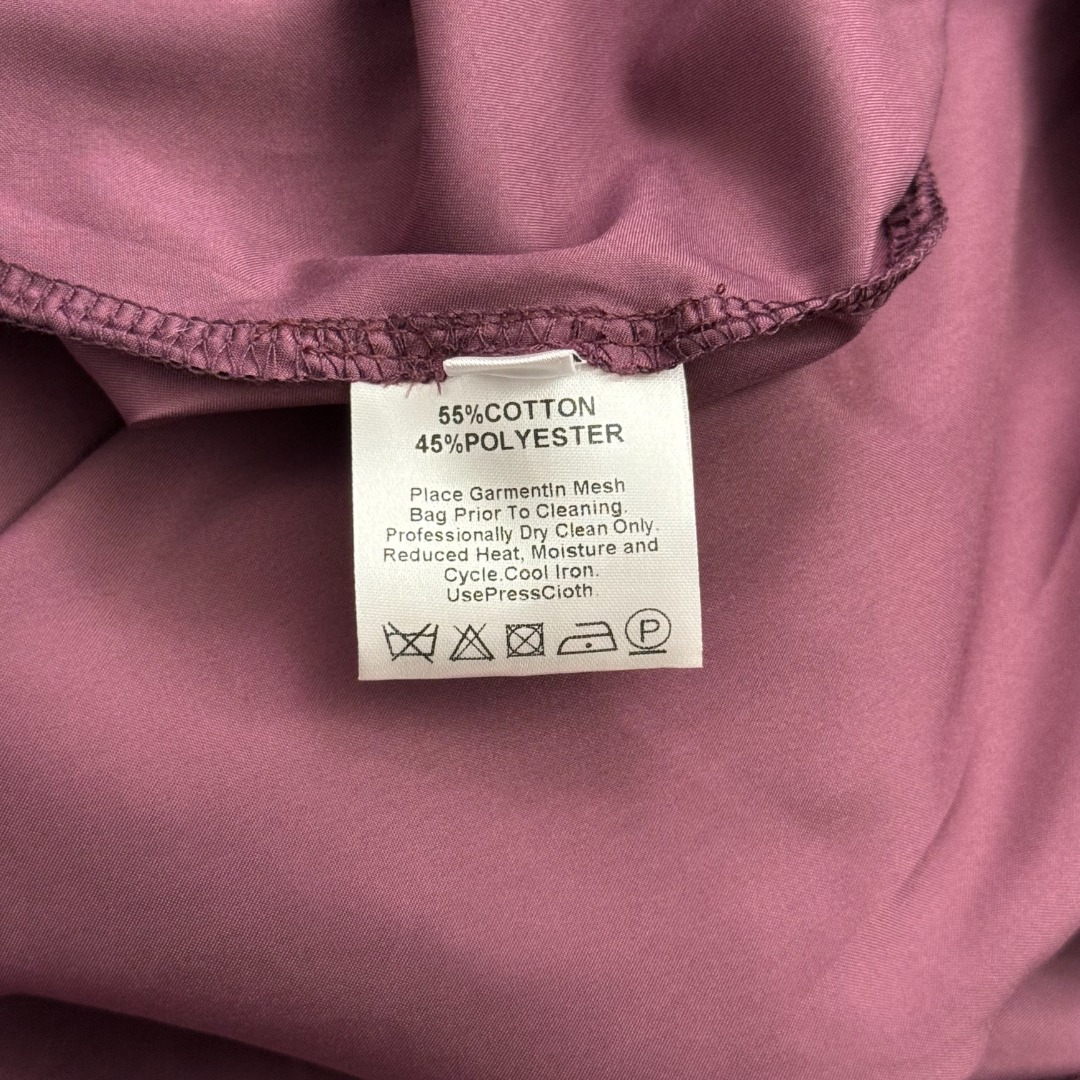 55%COTTON
45%POLYESTER
Place GarmentIn Mesh
Bag Prior To Cleaning.
Professionally Dry Clean Only.
Reduced Heat, Moisture and
Cycle.Cool Iron.
UsePressCloth
P